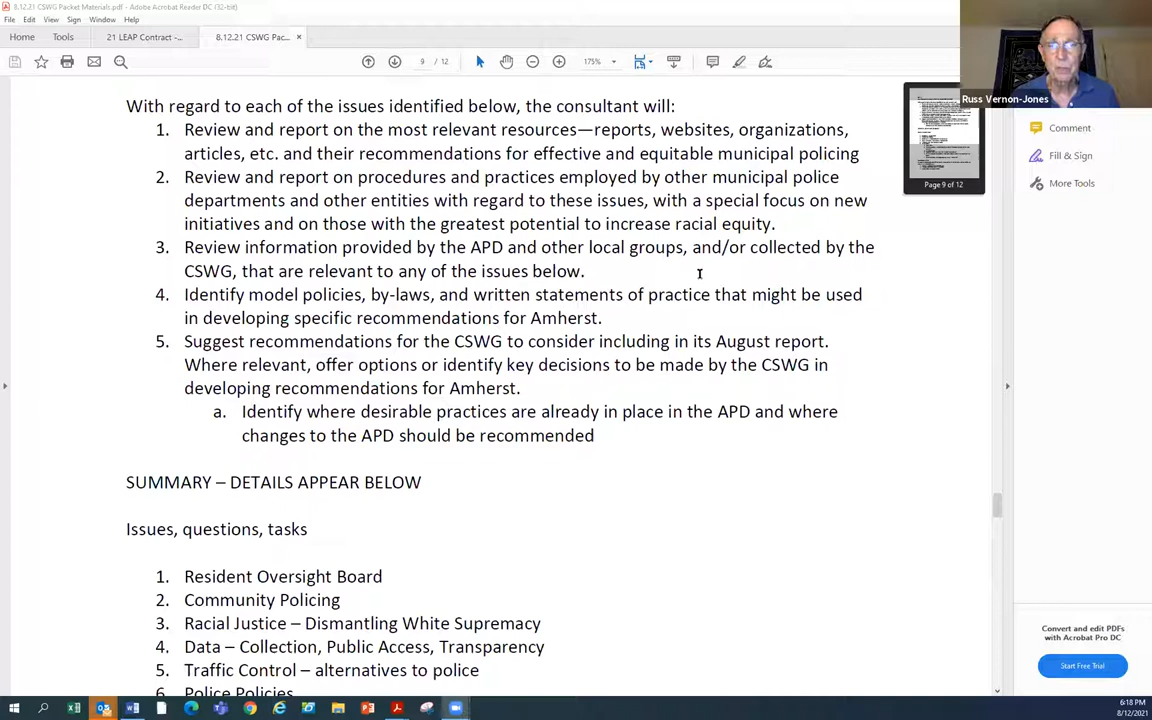 8.12.21 CSWG Packet Materials.pdf - Adobe Acrobat Reader DC (32-bit)
File Edit View Sign Window Help
Home Tools 21 LEAP Contract -... 8.12.21 CSWG Pac... ×
9 / 12 175%
Russ Vernon-Jones
With regard to each of the issues identified below, the consultant will:
1. Review and report on the most relevant resources—reports, websites, organizations,
articles, etc. and their recommendations for effective and equitable municipal policing
2. Review and report on procedures and practices employed by other municipal police
departments and other entities with regard to these issues, with a special focus on new
initiatives and on those with the greatest potential to increase racial equity.
3. Review information provided by the APD and other local groups, and/or collected by the
CSWG, that are relevant to any of the issues below.
4. Identify model policies, by-laws, and written statements of practice that might be used
in developing specific recommendations for Amherst.
5. Suggest recommendations for the CSWG to consider including in its August report.
Where relevant, offer options or identify key decisions to be made by the CSWG in
developing recommendations for Amherst.
a. Identify where desirable practices are already in place in the APD and where
changes to the APD should be recommended
SUMMARY – DETAILS APPEAR BELOW
Issues, questions, tasks
1. Resident Oversight Board
2. Community Policing
3. Racial Justice – Dismantling White Supremacy
4. Data – Collection, Public Access, Transparency
5. Traffic Control – alternatives to police
6. Police Policies
Page 9 of 12
Comment
Fill & Sign
More Tools
Convert and edit PDFs
with Acrobat Pro DC
Start Free Trial
6:18 PM
8/12/2021